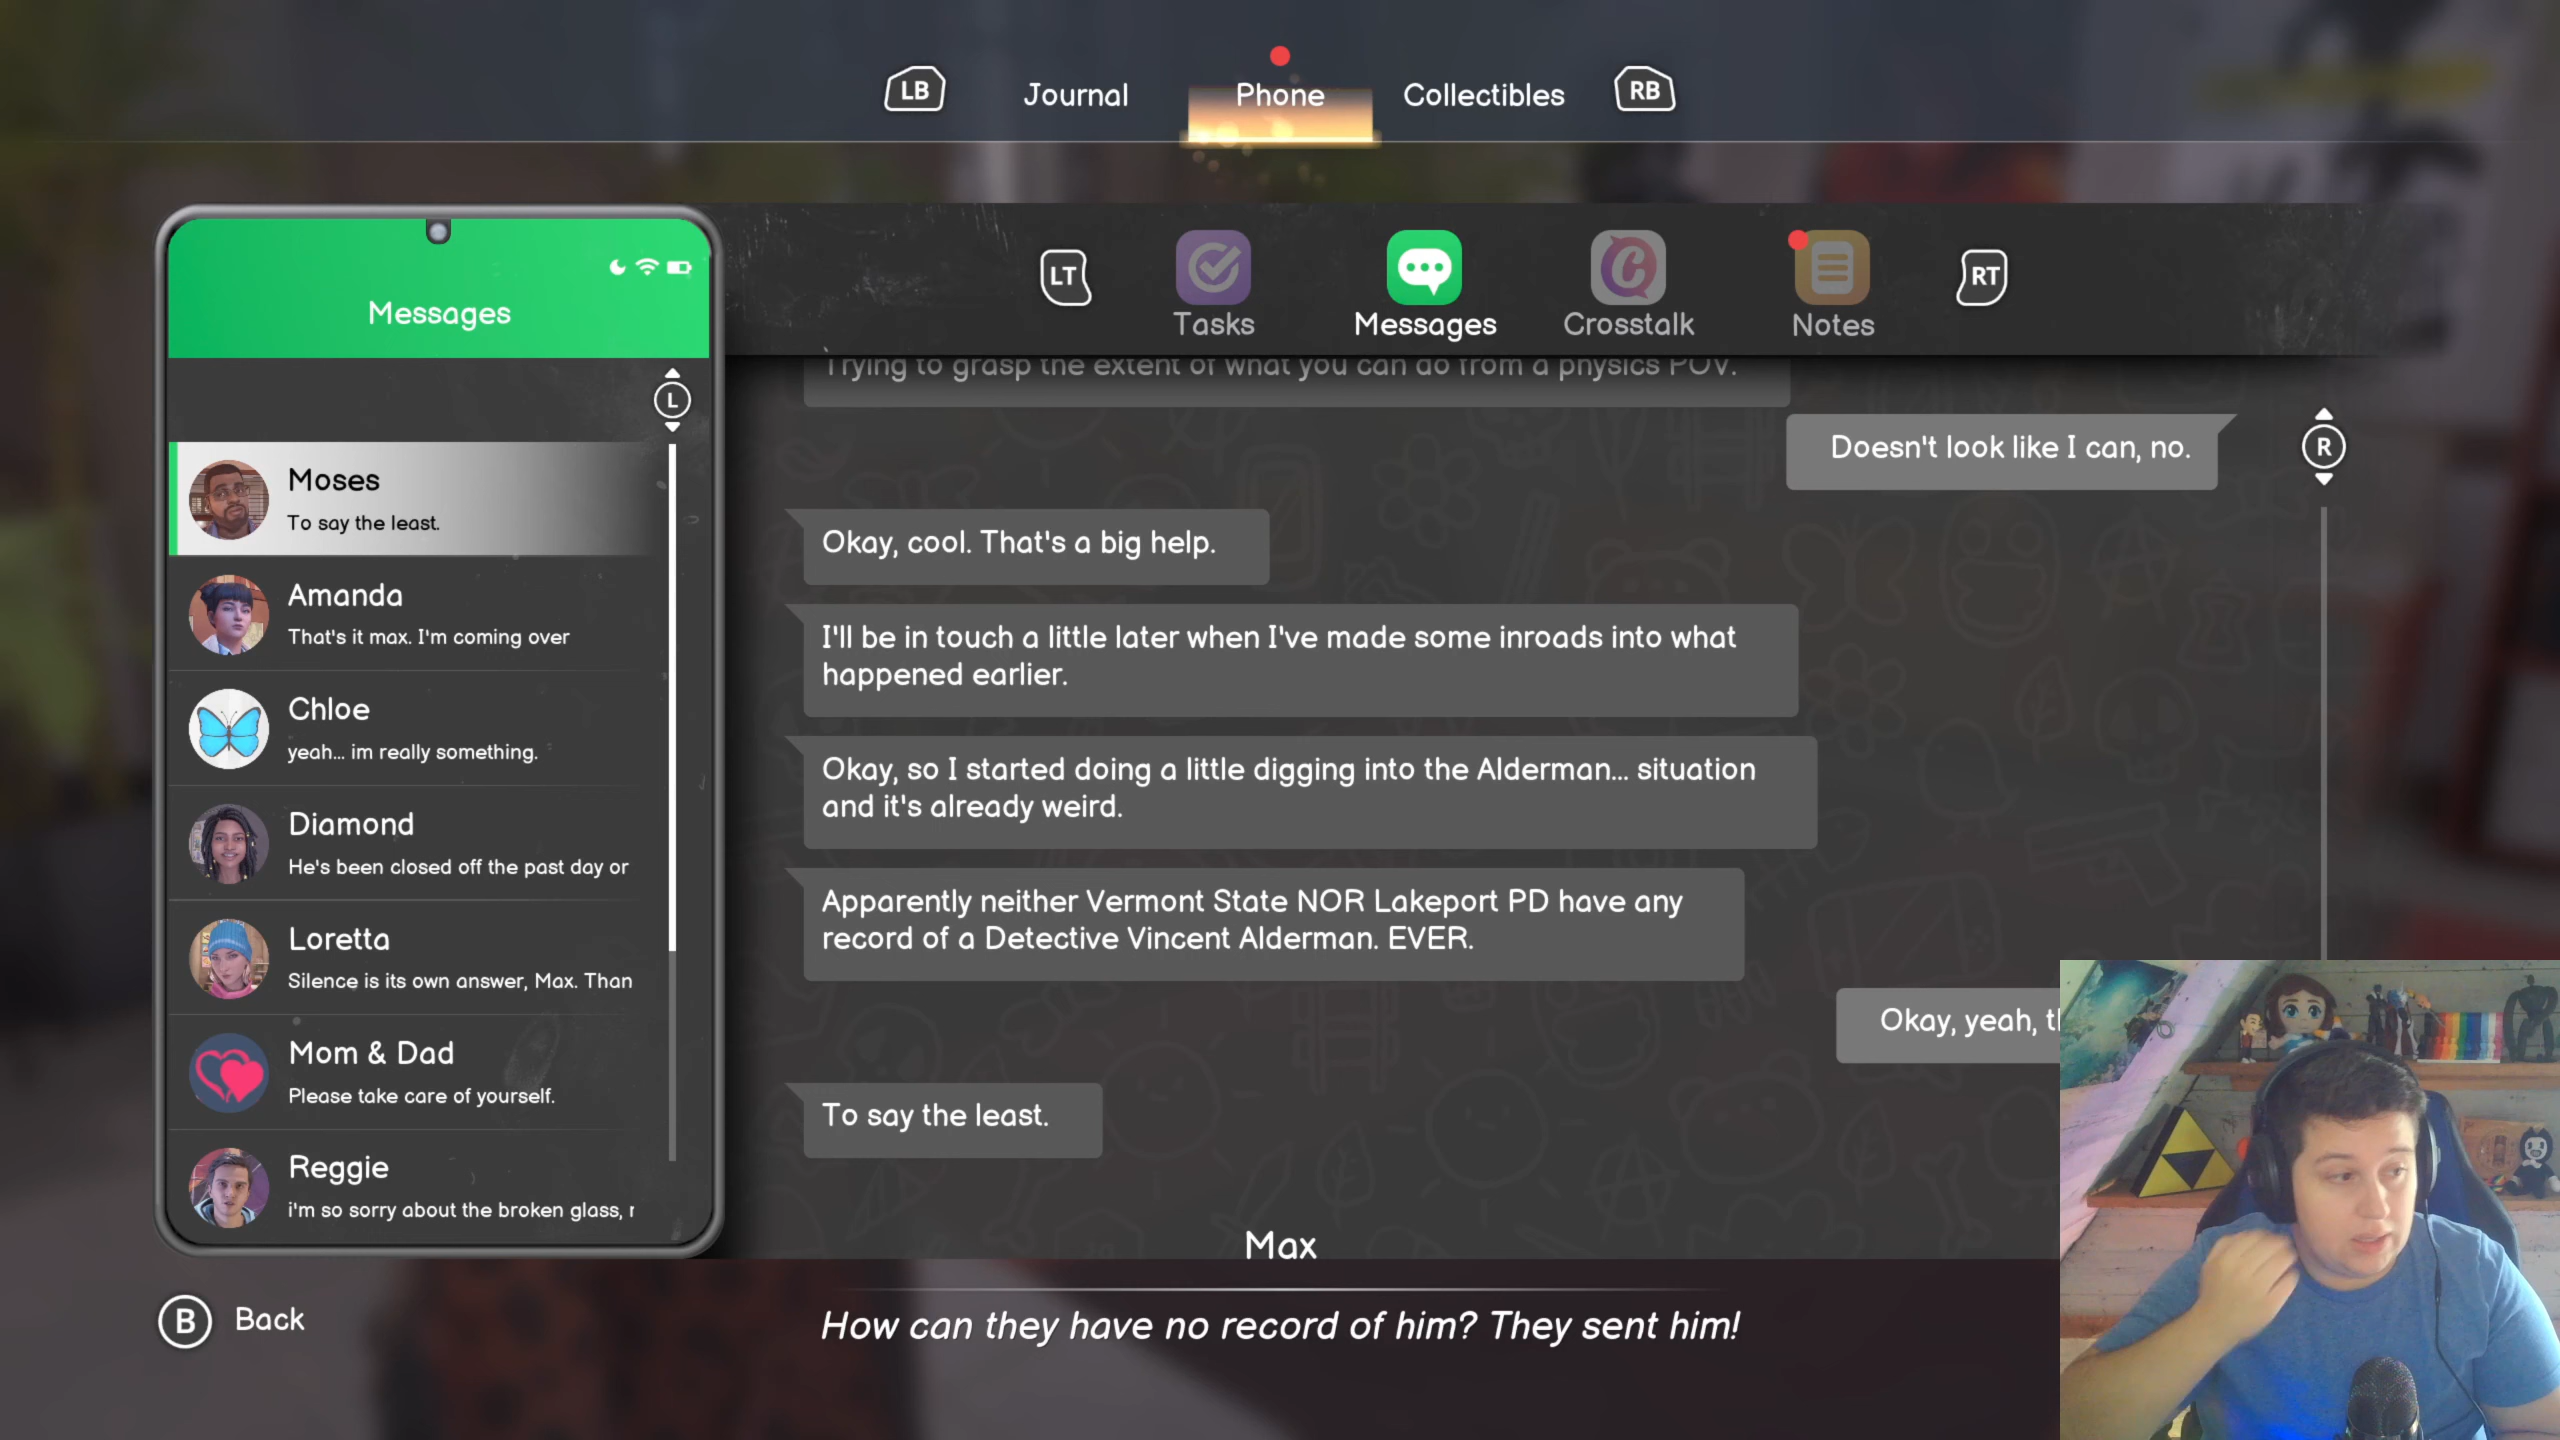 LB Journal Phone Collectibles RB
Messages
LT Tasks Messages Crosstalk Notes RT
L
R
Moses
To say the least.
Amanda
That's it max. I'm coming over
Chloe
yeah... im really something.
Diamond
He's been closed off the past day or
Loretta
Silence is its own answer, Max. Than
Mom & Dad
Please take care of yourself.
Reggie
i'm so sorry about the broken glass, r
Trying to grasp the extent of what you can do from a physics POV.
Doesn't look like I can, no.
Okay, cool. That's a big help.
I'll be in touch a little later when I've made some inroads into what
happened earlier.
Okay, so I started doing a little digging into the Alderman... situation
and it's already weird.
Apparently neither Vermont State NOR Lakeport PD have any
record of a Detective Vincent Alderman. EVER.
Okay, yeah, th
To say the least.
Max
How can they have no record of him? They sent him!
B Back